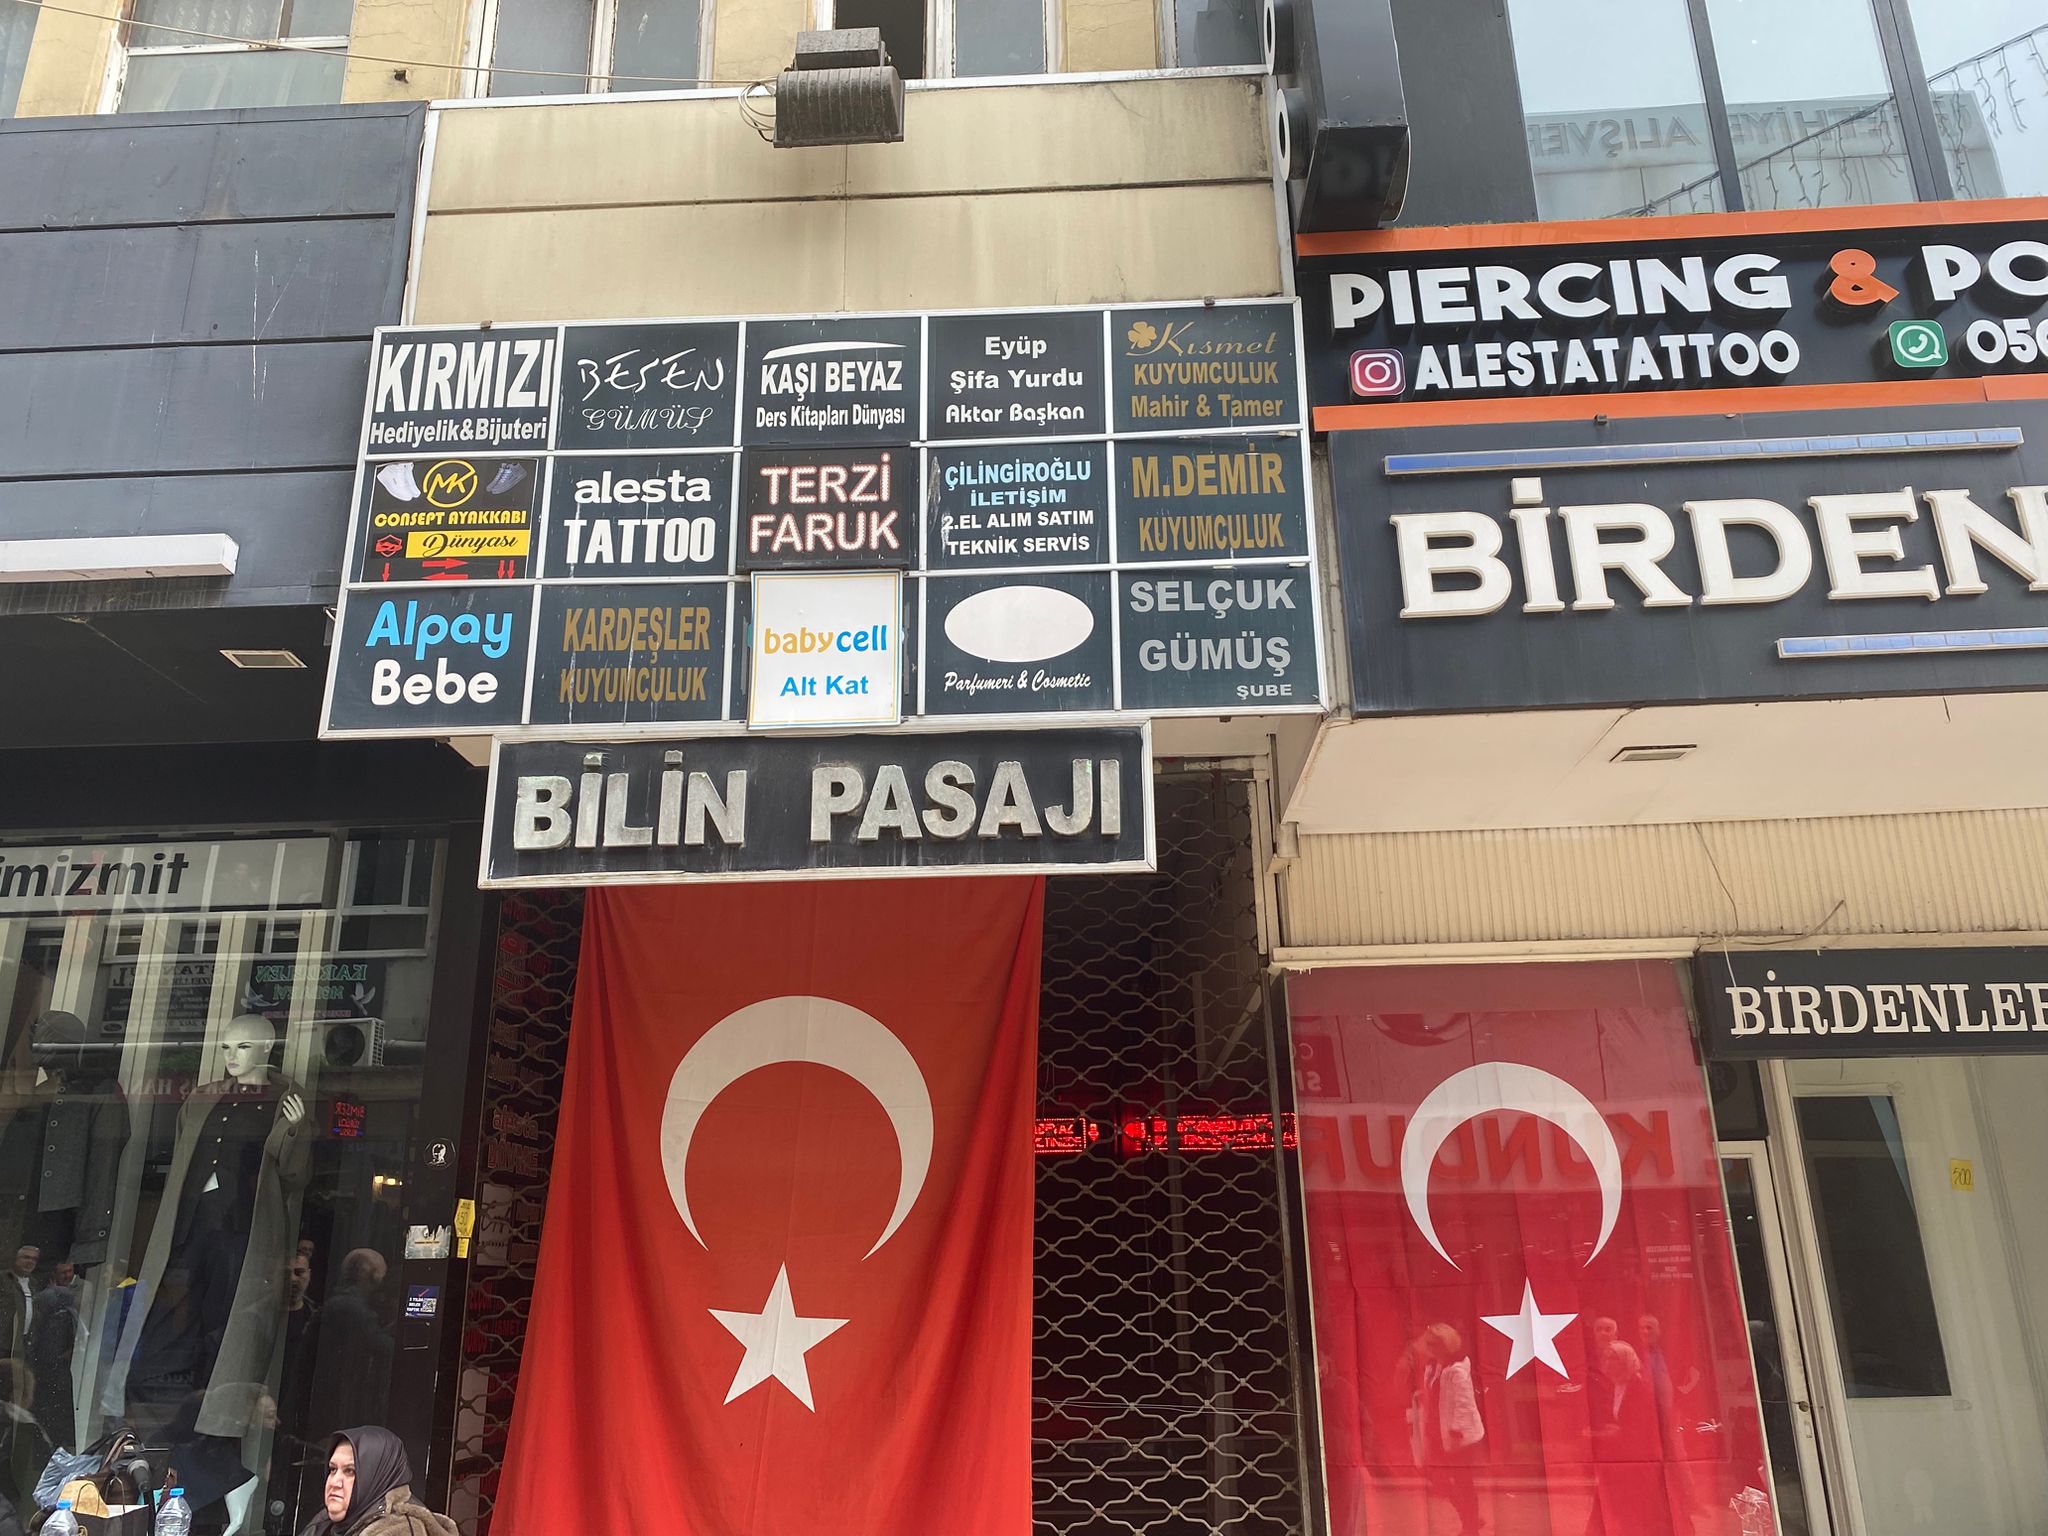 KIRMIZI
Hediyelik&Bijuteri
BESEN
GÜMÜŞ
KAŞI BEYAZ
Ders Kitapları Dünyası
Eyüp
Şifa Yurdu
Aktar Başkan
Kısmet
KUYUMCULUK
Mahir & Tamer
MK
CONSEPT AYAKKABI
Dünyası
alesta
TATTOO
TERZİ
FARUK
ÇİLİNGİROĞLU
İLETİŞİM
2.EL ALIM SATIM
TEKNİK SERVİS
M.DEMİR
KUYUMCULUK
Alpay
Bebe
KARDEŞLER
KUYUMCULUK
babycell
Alt Kat
Parfumeri & Cosmetic
SELÇUK
GÜMÜŞ
ŞUBE
BİLİN PASAJI
PIERCING & PO
ALESTATATTOO
050
BİRDEN
BİRDENLER
imizmit
500